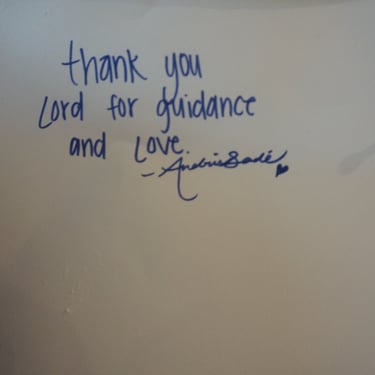 thank you
Lord for guidance
and Love.